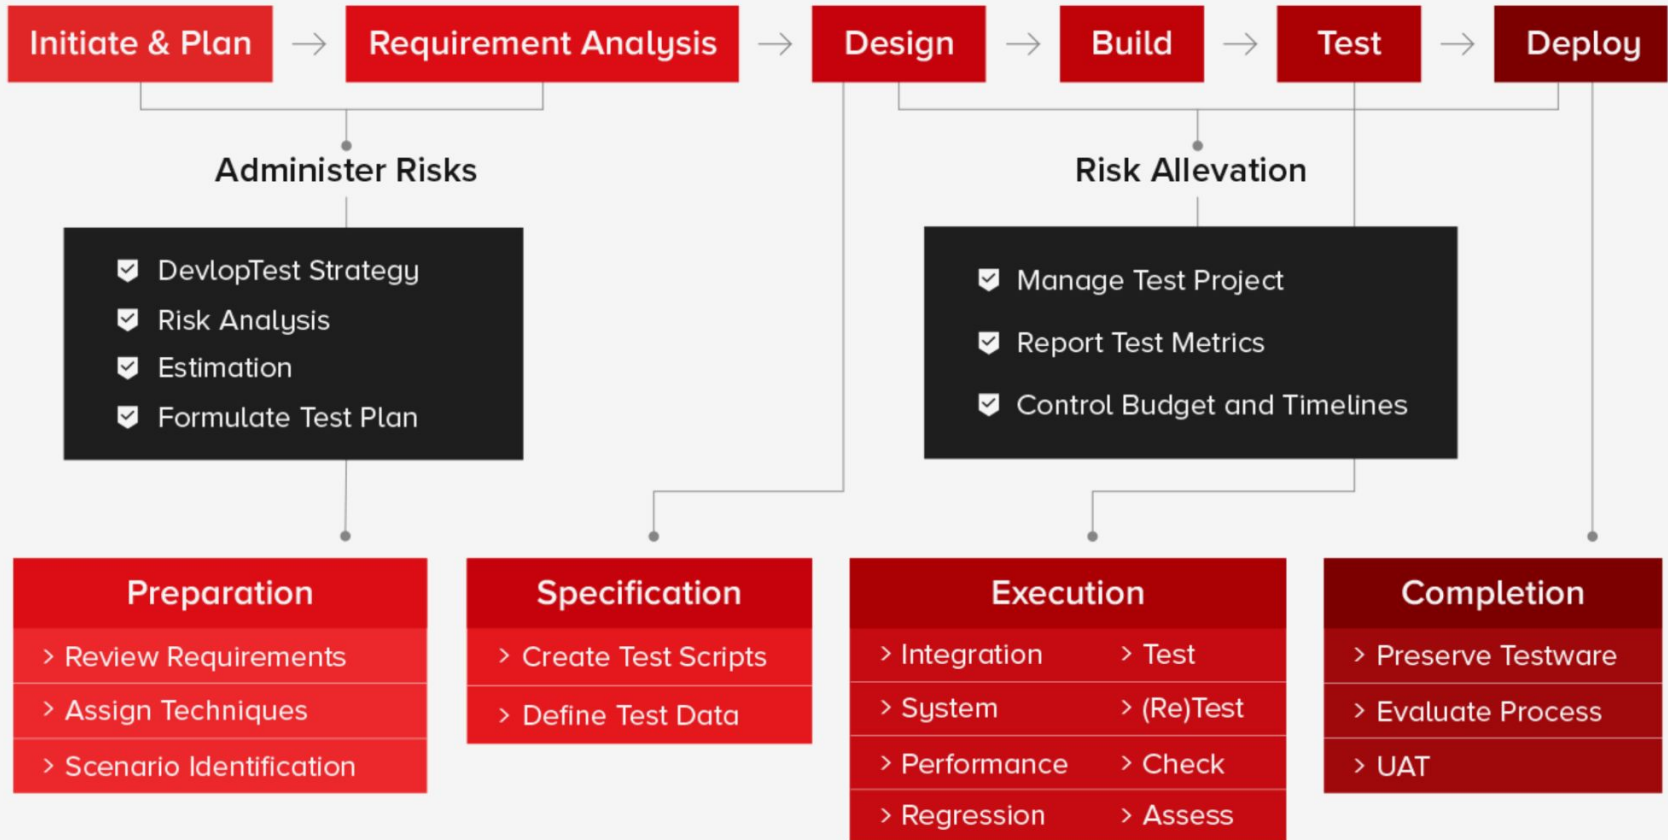 Initiate & Plan
Requirement Analysis
Design
Build
Test
Deploy
Administer Risks
DevlopTest Strategy
Risk Analysis
Estimation
Formulate Test Plan
Risk Allevation
Manage Test Project
Report Test Metrics
Control Budget and Timelines
Preparation
> Review Requirements
> Assign Techniques
> Scenario Identification
Specification
> Create Test Scripts
> Define Test Data
Execution
> Integration
> System
> Performance
> Regression
> Test
> (Re)Test
> Check
> Assess
Completion
> Preserve Testware
> Evaluate Process
> UAT